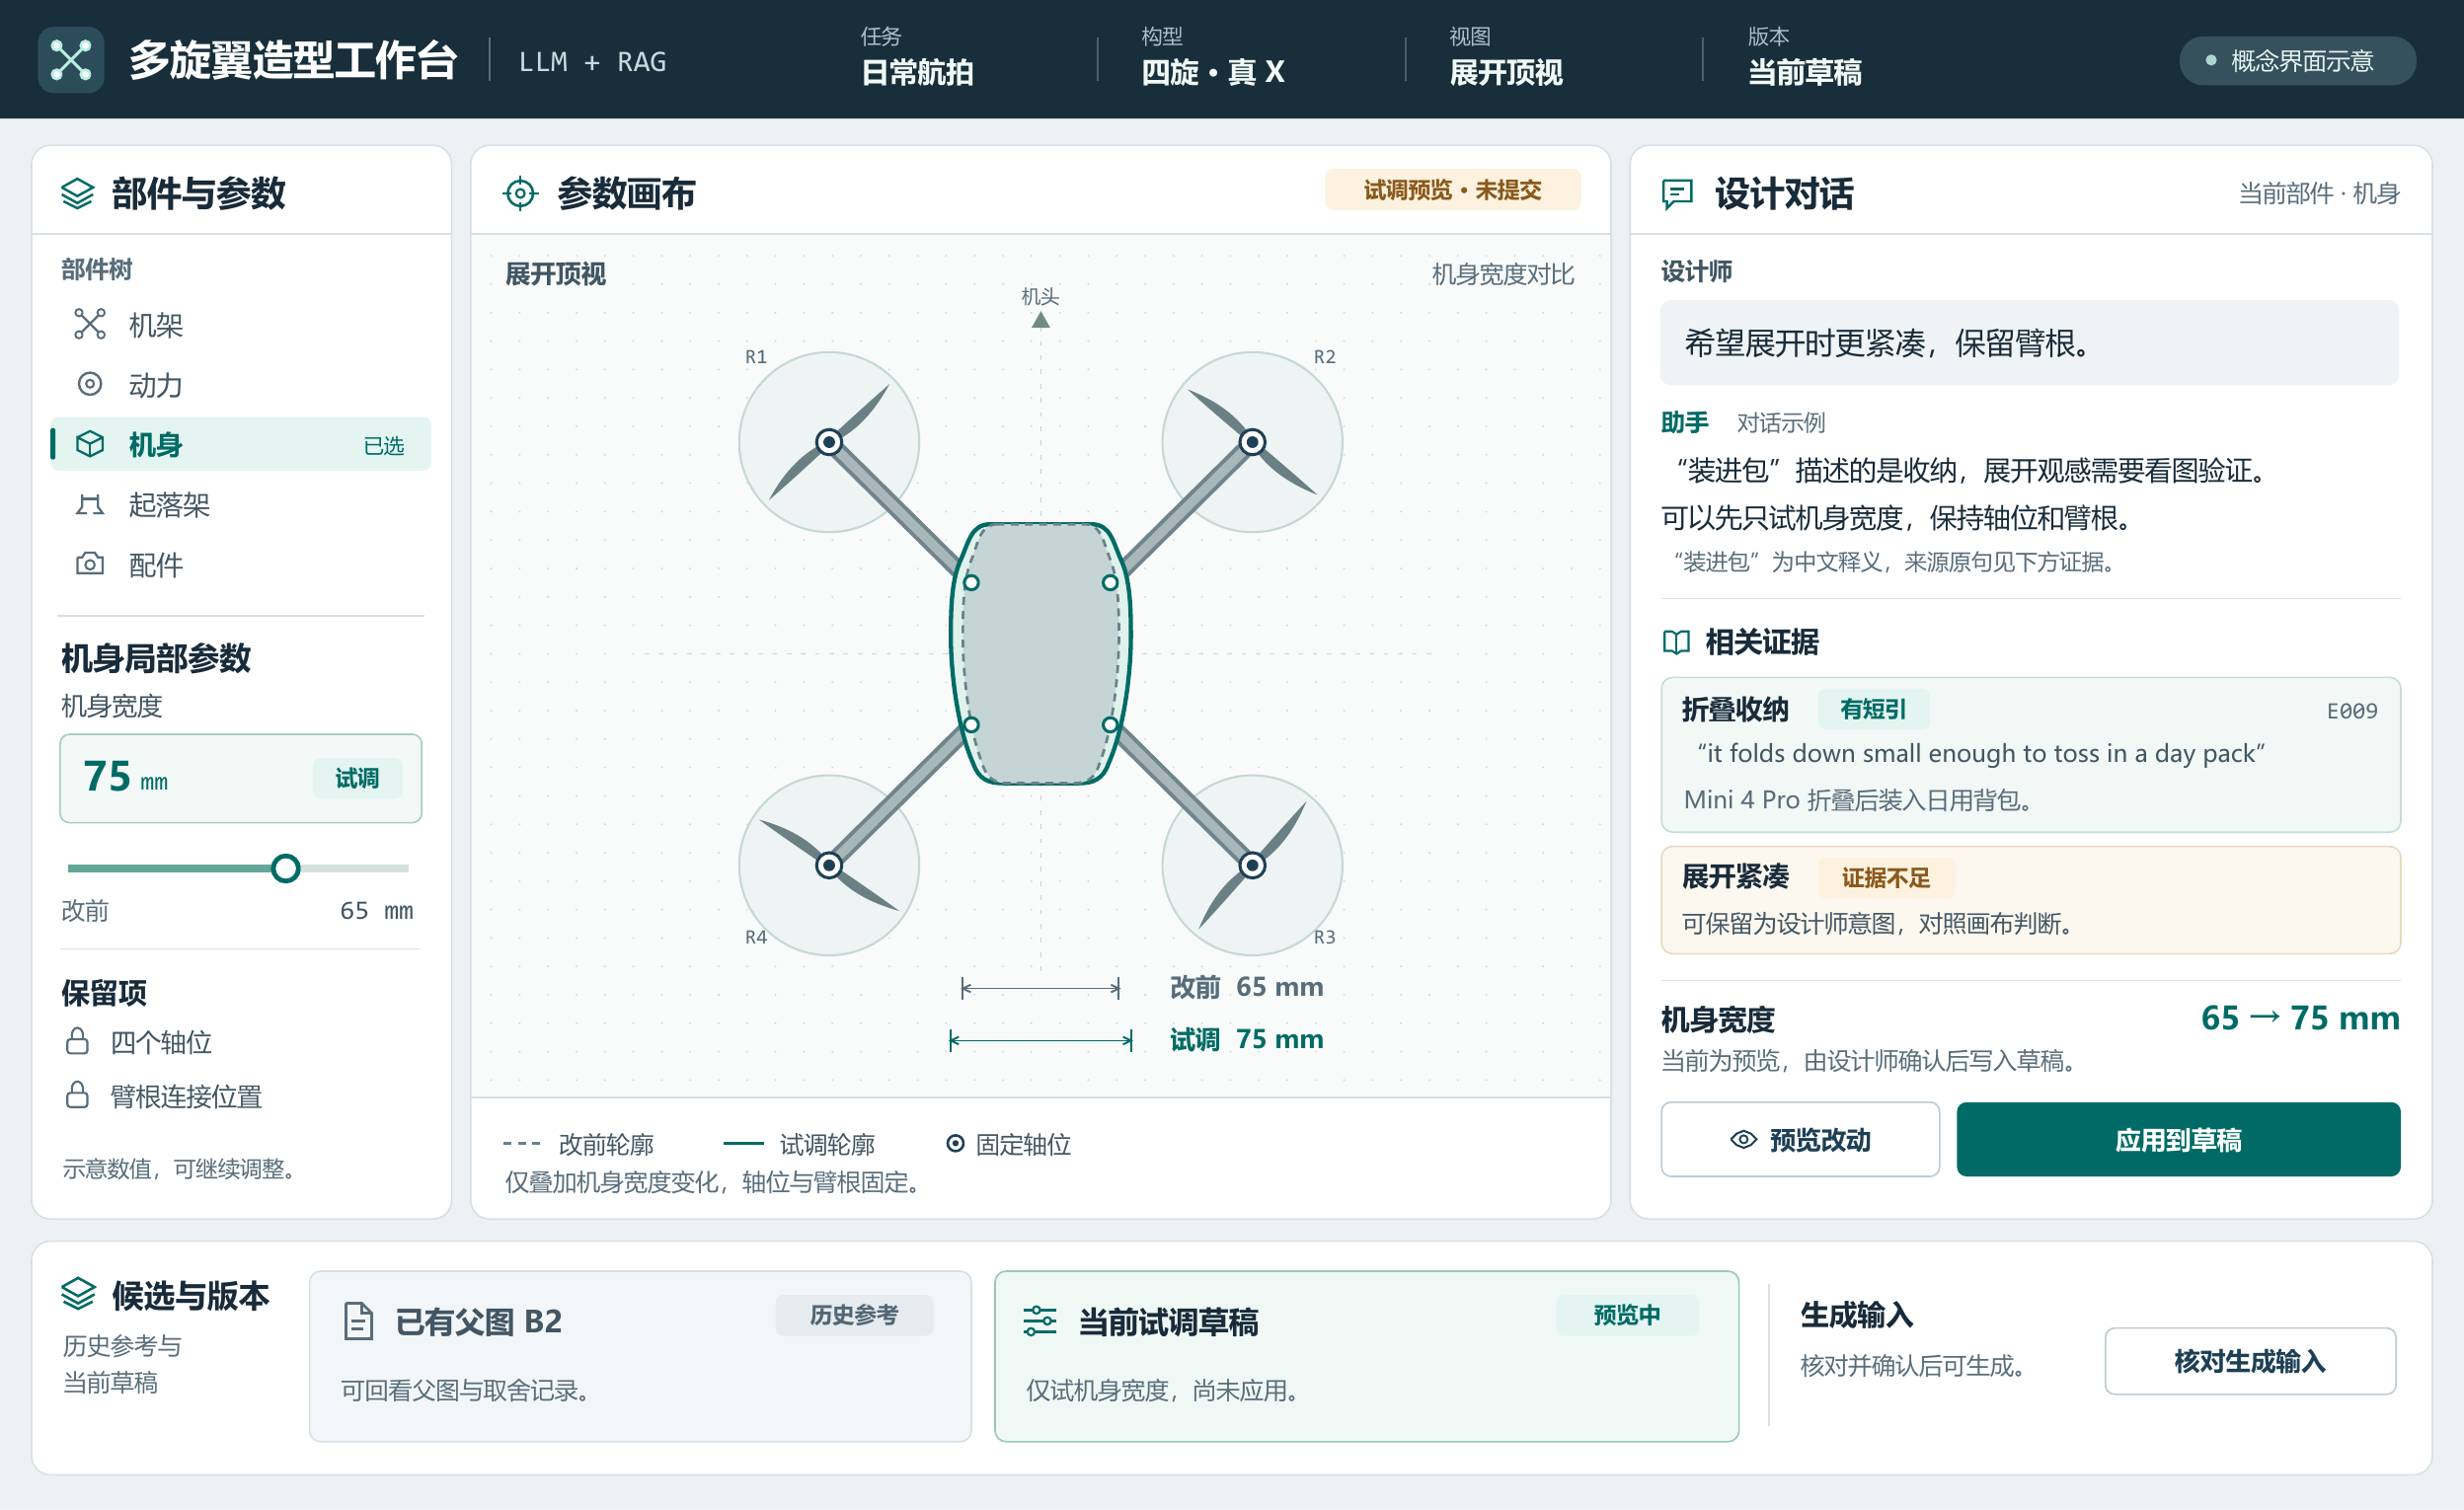 多旋翼造型工作台
LLM + RAG
任务
日常航拍
构型
四旋 • 真 X
视图
展开顶视
版本
当前草稿
概念界面示意
部件与参数
部件树
机架
动力
机身
已选
起落架
配件
机身局部参数
机身宽度
75 mm
试调
改前
65 mm
保留项
四个轴位
臂根连接位置
示意数值，可继续调整。
参数画布
试调预览 • 未提交
展开顶视
机身宽度对比
机头
R1
R2
R4
R3
改前 65 mm
试调 75 mm
改前轮廓
试调轮廓
固定轴位
仅叠加机身宽度变化，轴位与臂根固定。
设计对话
当前部件 · 机身
设计师
希望展开时更紧凑，保留臂根。
助手
对话示例
“装进包”描述的是收纳，展开观感需要看图验证。
可以先只试机身宽度，保持轴位和臂根。
“装进包”为中文释义，来源原句见下方证据。
相关证据
折叠收纳
有短引
E009
“it folds down small enough to toss in a day pack”
Mini 4 Pro 折叠后装入日用背包。
展开紧凑
证据不足
可保留为设计师意图，对照画布判断。
机身宽度
65 → 75 mm
当前为预览，由设计师确认后写入草稿。
预览改动
应用到草稿
候选与版本
历史参考与
当前草稿
已有父图 B2
历史参考
可回看父图与取舍记录。
当前试调草稿
预览中
仅试机身宽度，尚未应用。
生成输入
核对并确认后可生成。
核对生成输入